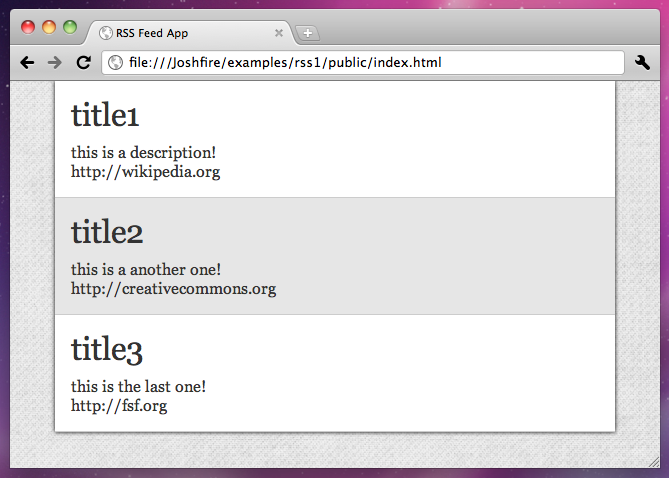 RSS Feed App
file:///Joshfire/examples/rss1/public/index.html
title1
this is a description!
http://wikipedia.org
title2
this is a another one!
http://creativecommons.org
title3
this is the last one!
http://fsf.org